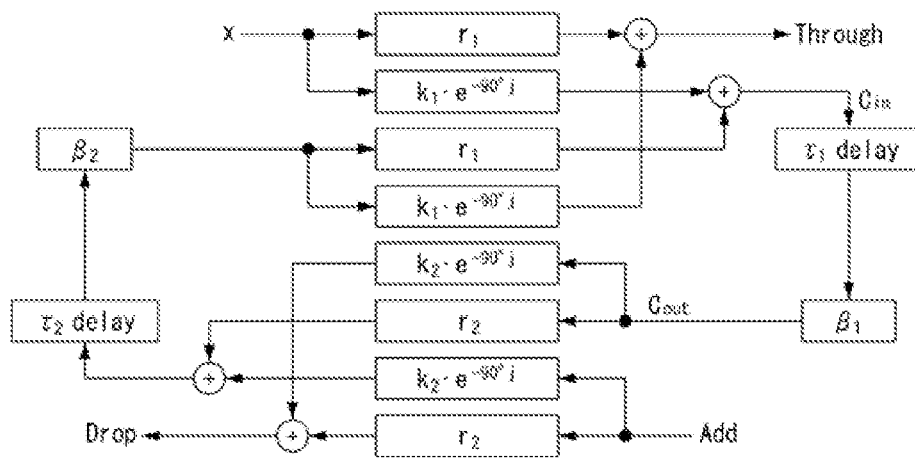 x
r₁
Through
k₁·e⁻⁹⁰°ʲ
Cin
β₂
r₁
τ₁ delay
k₁·e⁻⁹⁰°ʲ
k₂·e⁻⁹⁰°ʲ
Cout
τ₂ delay
r₂
β₁
k₂·e⁻⁹⁰°ʲ
Drop
r₂
Add